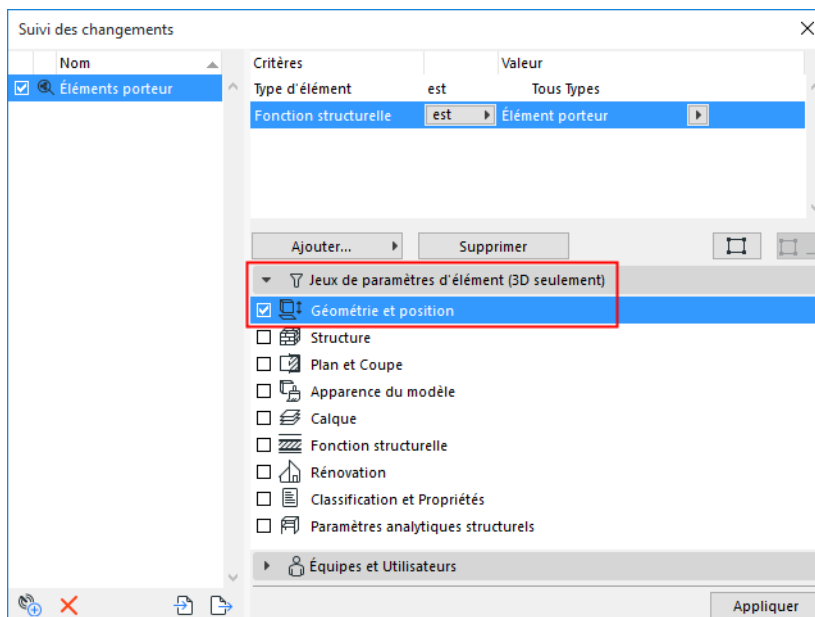 Suivi des changements
Nom
Éléments porteur
Critères Valeur
Type d'élément est Tous Types
Fonction structurelle est Élément porteur
Ajouter... Supprimer
Jeux de paramètres d'élément (3D seulement)
Géométrie et position
Structure
Plan et Coupe
Apparence du modèle
Calque
Fonction structurelle
Rénovation
Classification et Propriétés
Paramètres analytiques structurels
Équipes et Utilisateurs
Appliquer